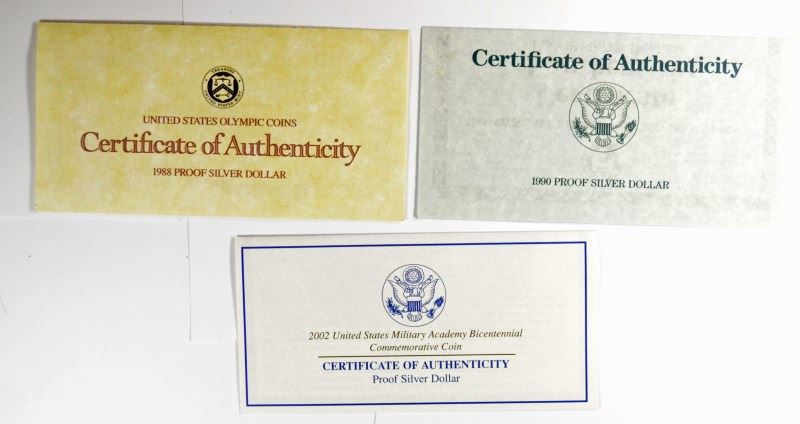 UNITED STATES OLYMPIC COINS
Certificate of Authenticity
1988 PROOF SILVER DOLLAR
Certificate of Authenticity
1990 PROOF SILVER DOLLAR
2002 United States Military Academy Bicentennial
Commemorative Coin
CERTIFICATE OF AUTHENTICITY
Proof Silver Dollar